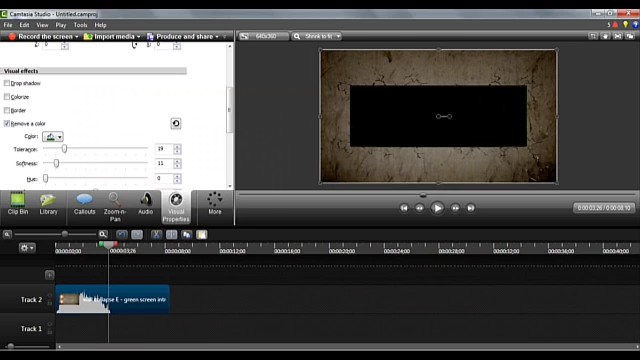 Camtasia Studio - Untitled.camproj
File Edit View Play Tools Help
Record the screen Import media Produce and share
640x360 Shrink to fit
0 0
Visual effects
Drop shadow
Colorize
Border
Remove a color
Color:
Tolerance: 19
Softness: 11
Hue: 0
Clip Bin Library Callouts Zoom-n-Pan Audio Visual Properties More
0:00:03;26 / 0:00:08;10
00:00:00;00 00:00:03;26 00:00:08;00 00:00:12;00 00:00:16;00 00:00:20;00 00:00:24;00 00:00:28;00 00:00:32;00 00:00:36;00 00:00:40;00
Track 2
E - green screen intr
Track 1